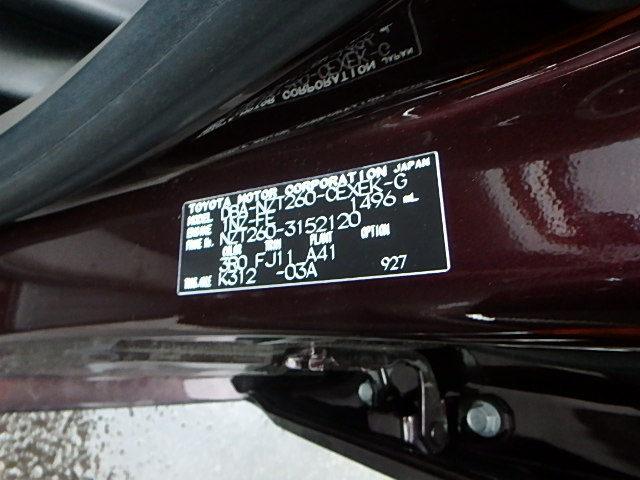 TOYOTA MOTOR CORPORATION JAPAN
MODEL DBA-NZT260-CEXEK-G
ENGINE 1NZ-FE 1496 mL
FRAME No. NZT260-3152120
COLOR TRIM PLANT OPTION
3R0 FJ11 A41
TRANS./AXLE K312 -03A 927